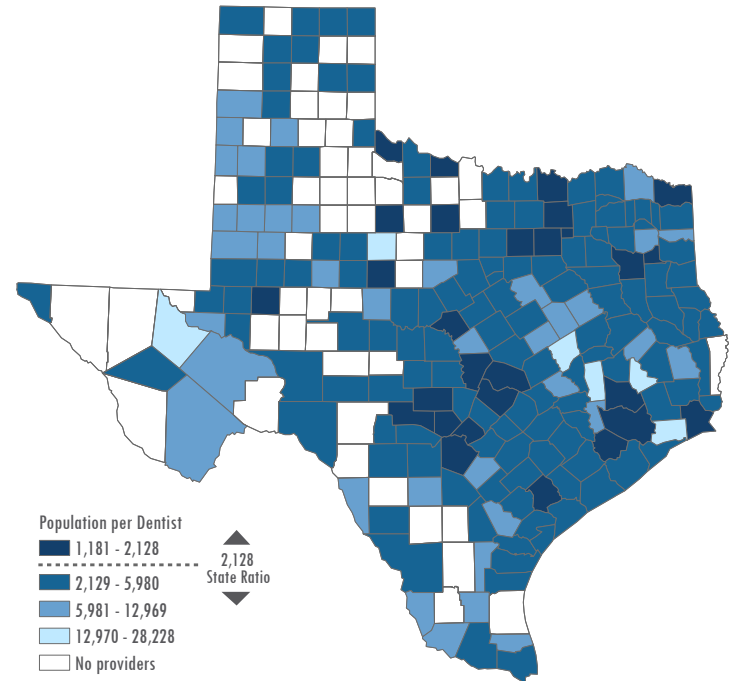 Population per Dentist
1,181 - 2,128
2,128
State Ratio
2,129 - 5,980
5,981 - 12,969
12,970 - 28,228
No providers